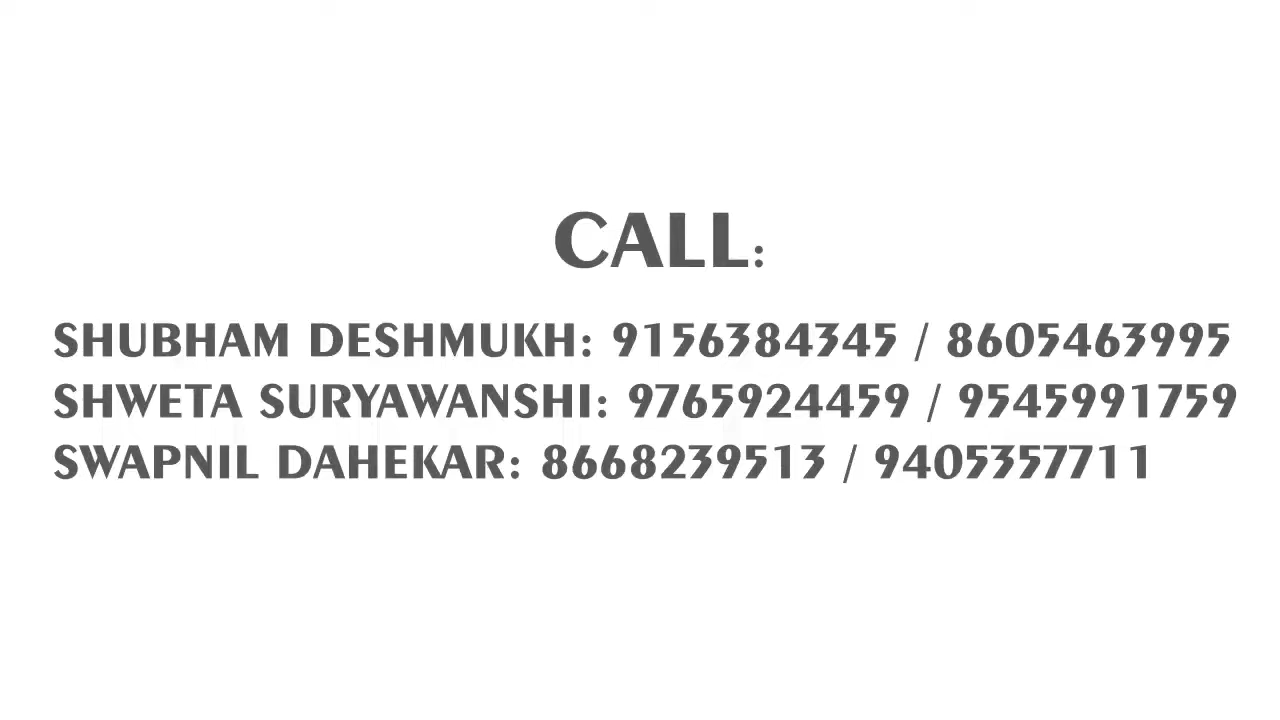 CALL:
SHUBHAM DESHMUKH: 9156384345 / 8605463995
SHWETA SURYAWANSHI: 9765924459 / 9545991759
SWAPNIL DAHEKAR: 8668239513 / 9405357711